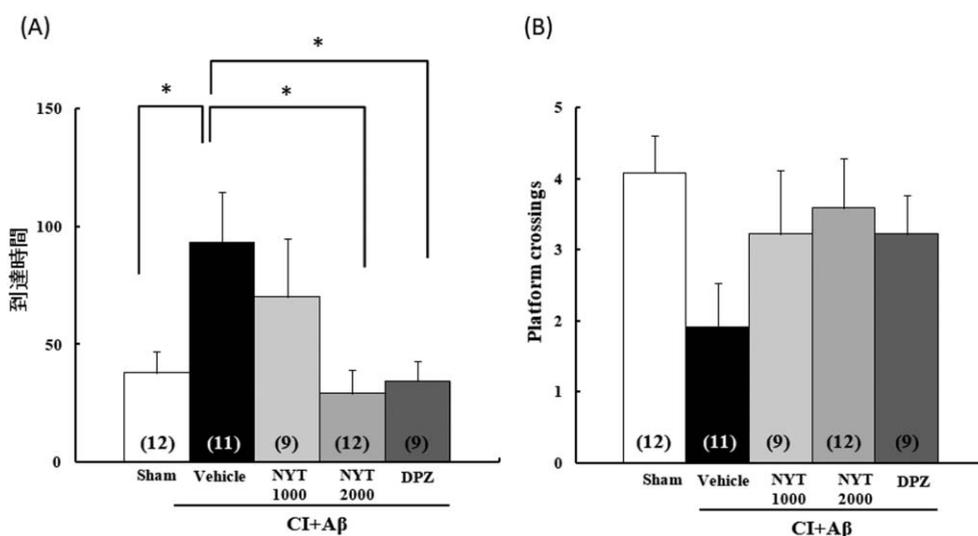 (A)
*
*
*
150
100
50
0
到達時間
(12)
(11)
(9)
(12)
(9)
Sham
Vehicle
NYT
1000
NYT
2000
DPZ
CI+Aβ
(B)
5
4
3
2
1
0
Platform crossings
(12)
(11)
(9)
(12)
(9)
Sham
Vehicle
NYT
1000
NYT
2000
DPZ
CI+Aβ